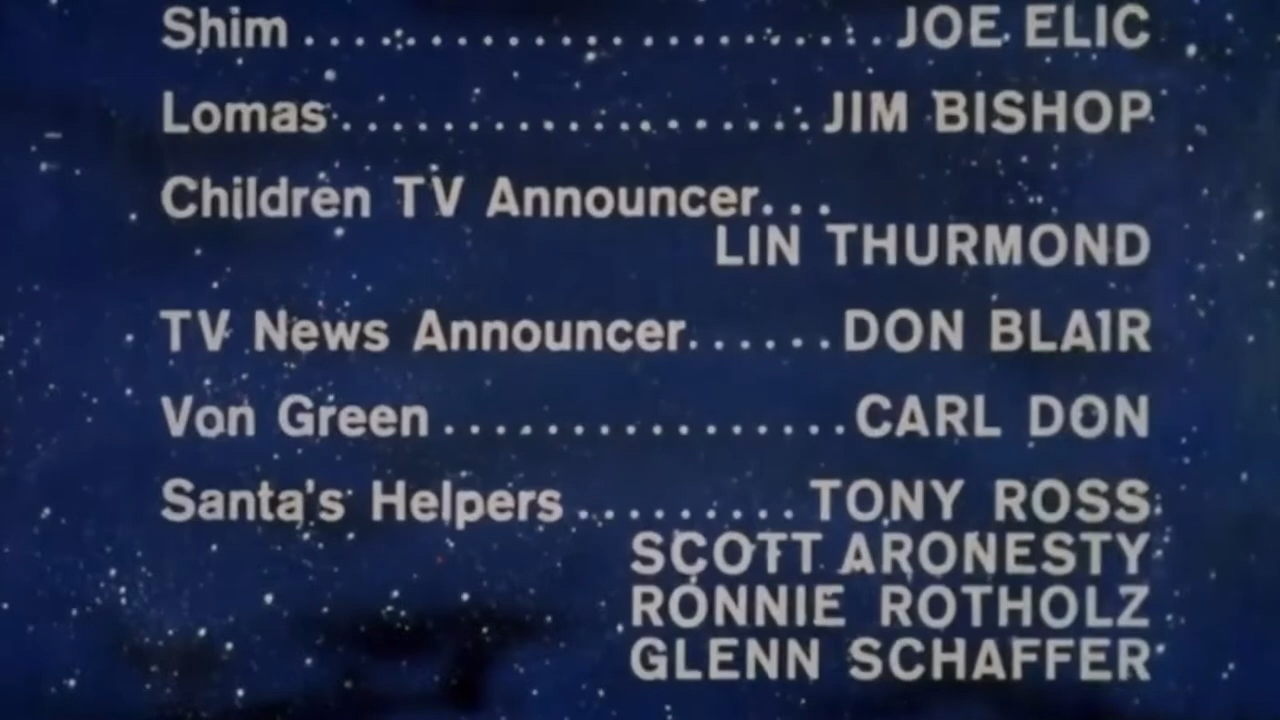 Shim.............................JOE ELIC
Lomas...................JIM BISHOP
Children TV Announcer...
LIN THURMOND
TV News Announcer......DON BLAIR
Von Green.................CARL DON
Santa's Helpers.........TONY ROSS
SCOTT ARONESTY
RONNIE ROTHOLZ
GLENN SCHAFFER